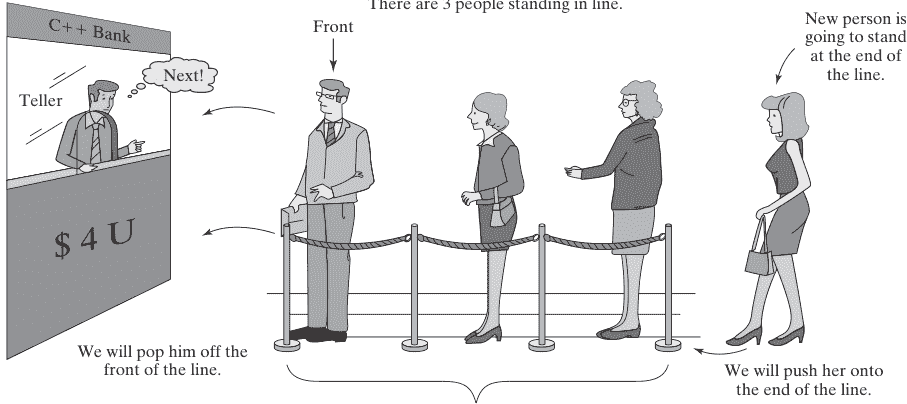 There are 3 people standing in line.
Front
New person is
going to stand
at the end of
the line.
C++ Bank
Next!
Teller
$ 4 U
We will pop him off the
front of the line.
We will push her onto
the end of the line.